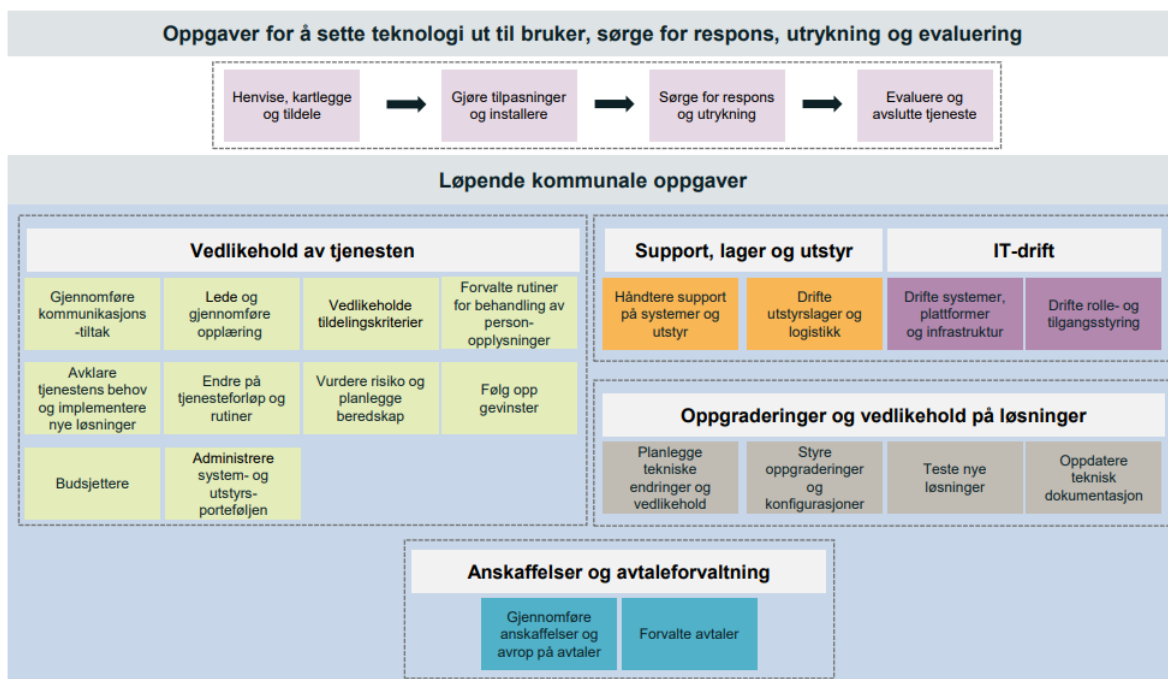 Oppgaver for å sette teknologi ut til bruker, sørge for respons, utrykning og evaluering
Henvise, kartlegge
og tildele
Gjøre tilpasninger
og installere
Sørge for respons
og utrykning
Evaluere og
avslutte tjeneste
Løpende kommunale oppgaver
Vedlikehold av tjenesten
Gjennomføre
kommunikasjons
-tiltak
Lede og
gjennomføre
opplæring
Vedlikeholde
tildelingskriterier
Forvalte rutiner
for behandling av
person-
opplysninger
Avklare
tjenestens behov
og implementere
nye løsninger
Endre på
tjenesteforløp og
rutiner
Vurdere risiko og
planlegge
beredskap
Følg opp
gevinster
Budsjettere
Administrere
system- og
utstyrs-
porteføljen
Support, lager og utstyr
Håndtere support
på systemer og
utstyr
Drifte
utstyrslager og
logistikk
IT-drift
Drifte systemer,
plattformer
og infrastruktur
Drifte rolle- og
tilgangsstyring
Oppgraderinger og vedlikehold på løsninger
Planlegge
tekniske
endringer og
vedlikehold
Styre
oppgraderinger
og
konfigurasjoner
Teste nye
løsninger
Oppdatere
teknisk
dokumentasjon
Anskaffelser og avtaleforvaltning
Gjennomføre
anskaffelser og
avrop på avtaler
Forvalte avtaler